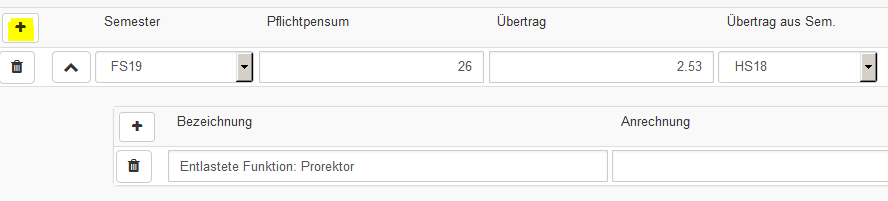 Semester Pflichtpensum Übertrag Übertrag aus Sem.
FS19 26 2.53 HS18
Bezeichnung Anrechnung
Entlastete Funktion: Prorektor